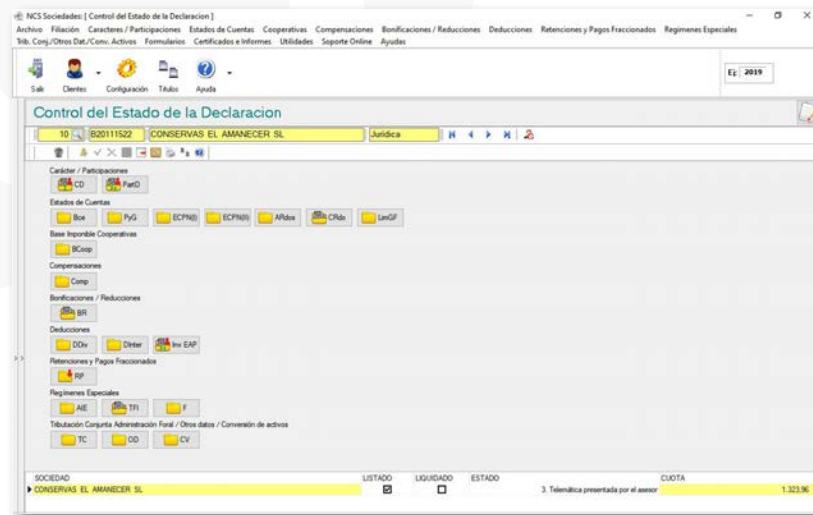 NCS Sociedades: [ Control del Estado de la Declaracion ]
Archivo Filiación Caracteres / Participaciones Estados de Cuentas Cooperativas Compensaciones Bonificaciones / Reducciones Deducciones Retenciones y Pagos Fraccionados Regimenes Especiales
Trib. Conj./Otros Dat./Conv. Activos Formularios Certificados e Informes Utilidades Soporte Online Ayudas
Salir Clientes Configuración Títulos Ayuda
Ej: 2019
Control del Estado de la Declaracion
10 B20111522 CONSERVAS EL AMANECER SL Jurídica
Carácter / Participaciones
CD PartD
Estados de Cuentas
Bce PyG ECPN(I) ECPN(II) ARdos CRdo LimGF
Base Imponible Cooperativas
BCoop
Compensaciones
Comp
Bonificaciones / Reducciones
BR
Deducciones
DDiv DInter Inv EAP
Retenciones y Pagos Fraccionados
RP
Regímenes Especiales
AIE TFI F
Tributación Conjunta Administración Foral / Otros datos / Conversión de activos
TC OD CV
SOCIEDAD LISTADO LIQUIDADO ESTADO CUOTA
CONSERVAS EL AMANECER SL 3. Telemática presentada por el asesor 1.323,96